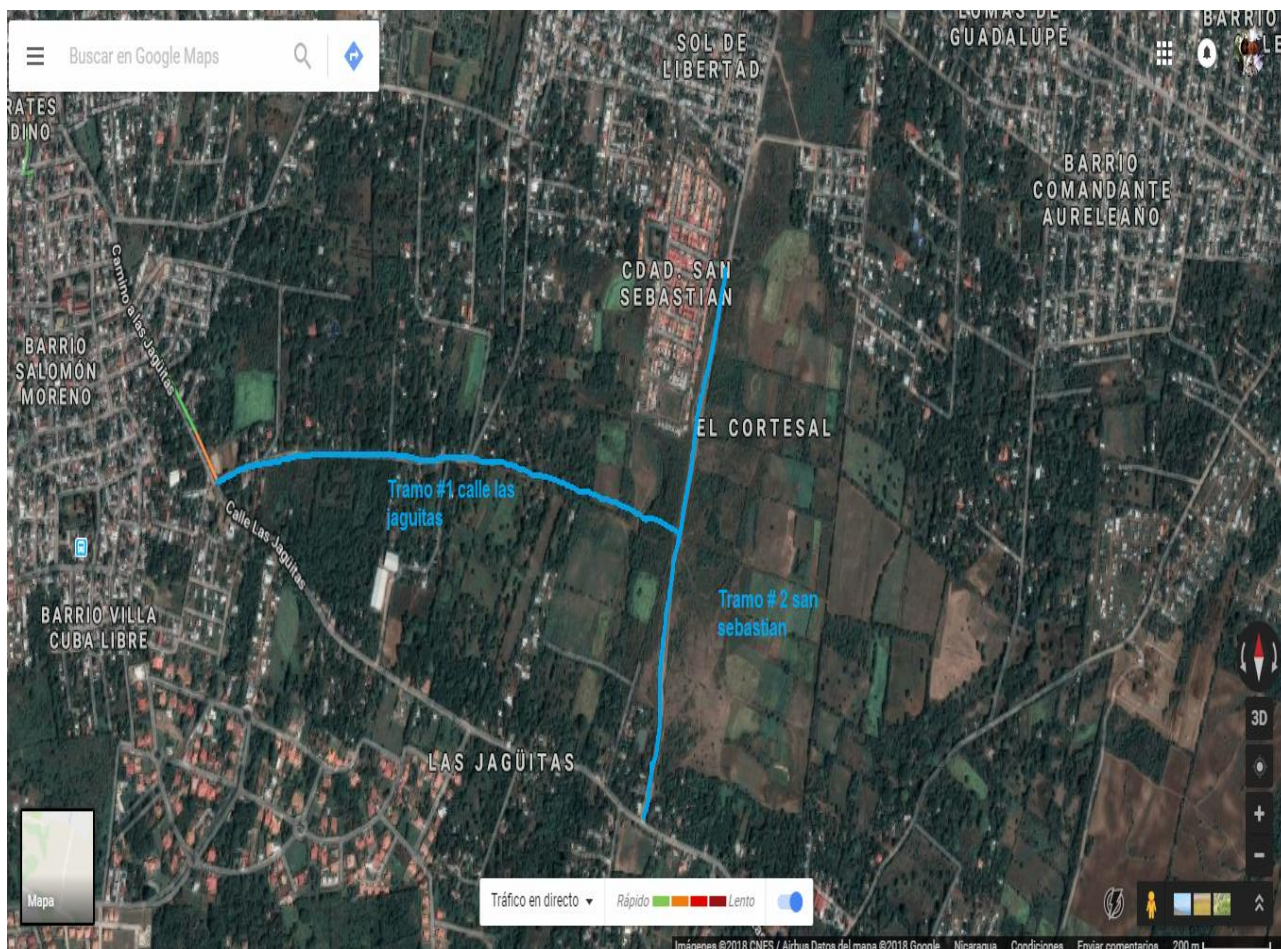 Buscar en Google Maps
SOL DE
LIBERTAD
LOMAS DE
GUADALUPE
BARRIO
RATES
DINO
BARRIO
COMANDANTE
AURELEAÑO
Camino a las Jagüitas
CDAD. SAN
SEBASTIAN
BARRIO
SALOMÓN
MORENO
EL CORTESAL
Tramo #1 calle las
jaguitas
Calle Las Jagüitas
Tramo # 2 san
sebastian
BARRIO VILLA
CUBA LIBRE
LAS JAGÜITAS
3D
Mapa
Tráfico en directo
Rápido
Lento
Imágenes ©2018 CNES / Airbus Datos del mapa ©2018 Google Nicaragua Condiciones Enviar comentarios 200 m